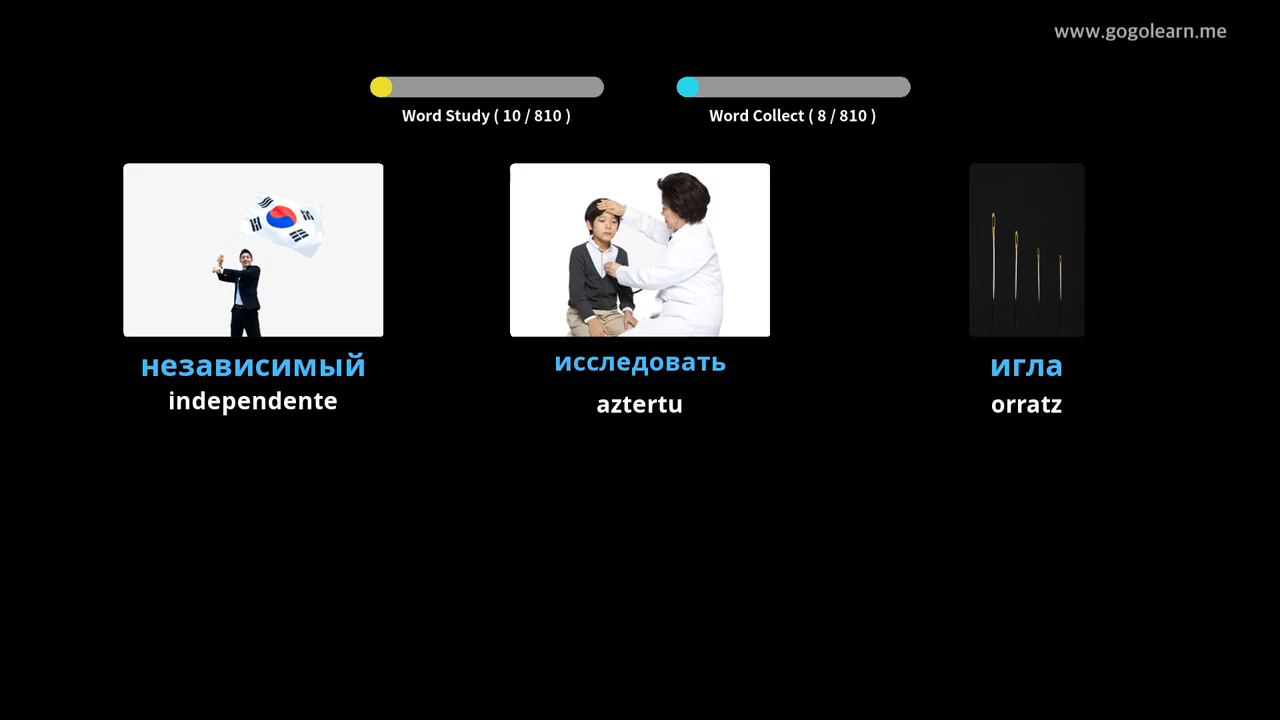 www.gogolearn.me
Word Study ( 10 / 810 )
Word Collect ( 8 / 810 )
независимый
independente
исследовать
aztertu
игла
orratz